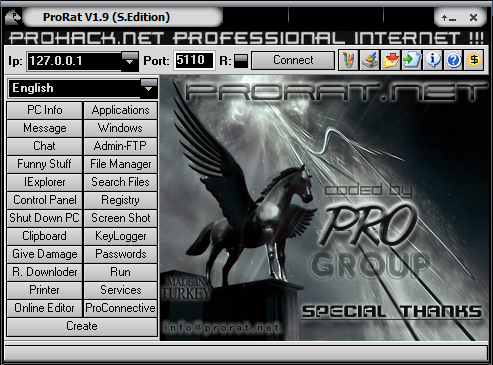 ProRat V1.9 (S.Edition)
PROHACK.NET PROFESSIONAL INTERNET !!!
Ip: 127.0.0.1 Port: 5110 R: Connect
English
PRORAT.NET
PC Info Applications
Message Windows
Chat Admin-FTP
Funny Stuff File Manager
IExplorer Search Files
Control Panel Registry
Shut Down PC Screen Shot
Clipboard KeyLogger
Give Damage Passwords
R. Downloder Run
Printer Services
Online Editor ProConnective
Create
CODED BY
PRO
GROUP
MADE IN
TURKEY
SPECIAL THANKS
info@prorat.net